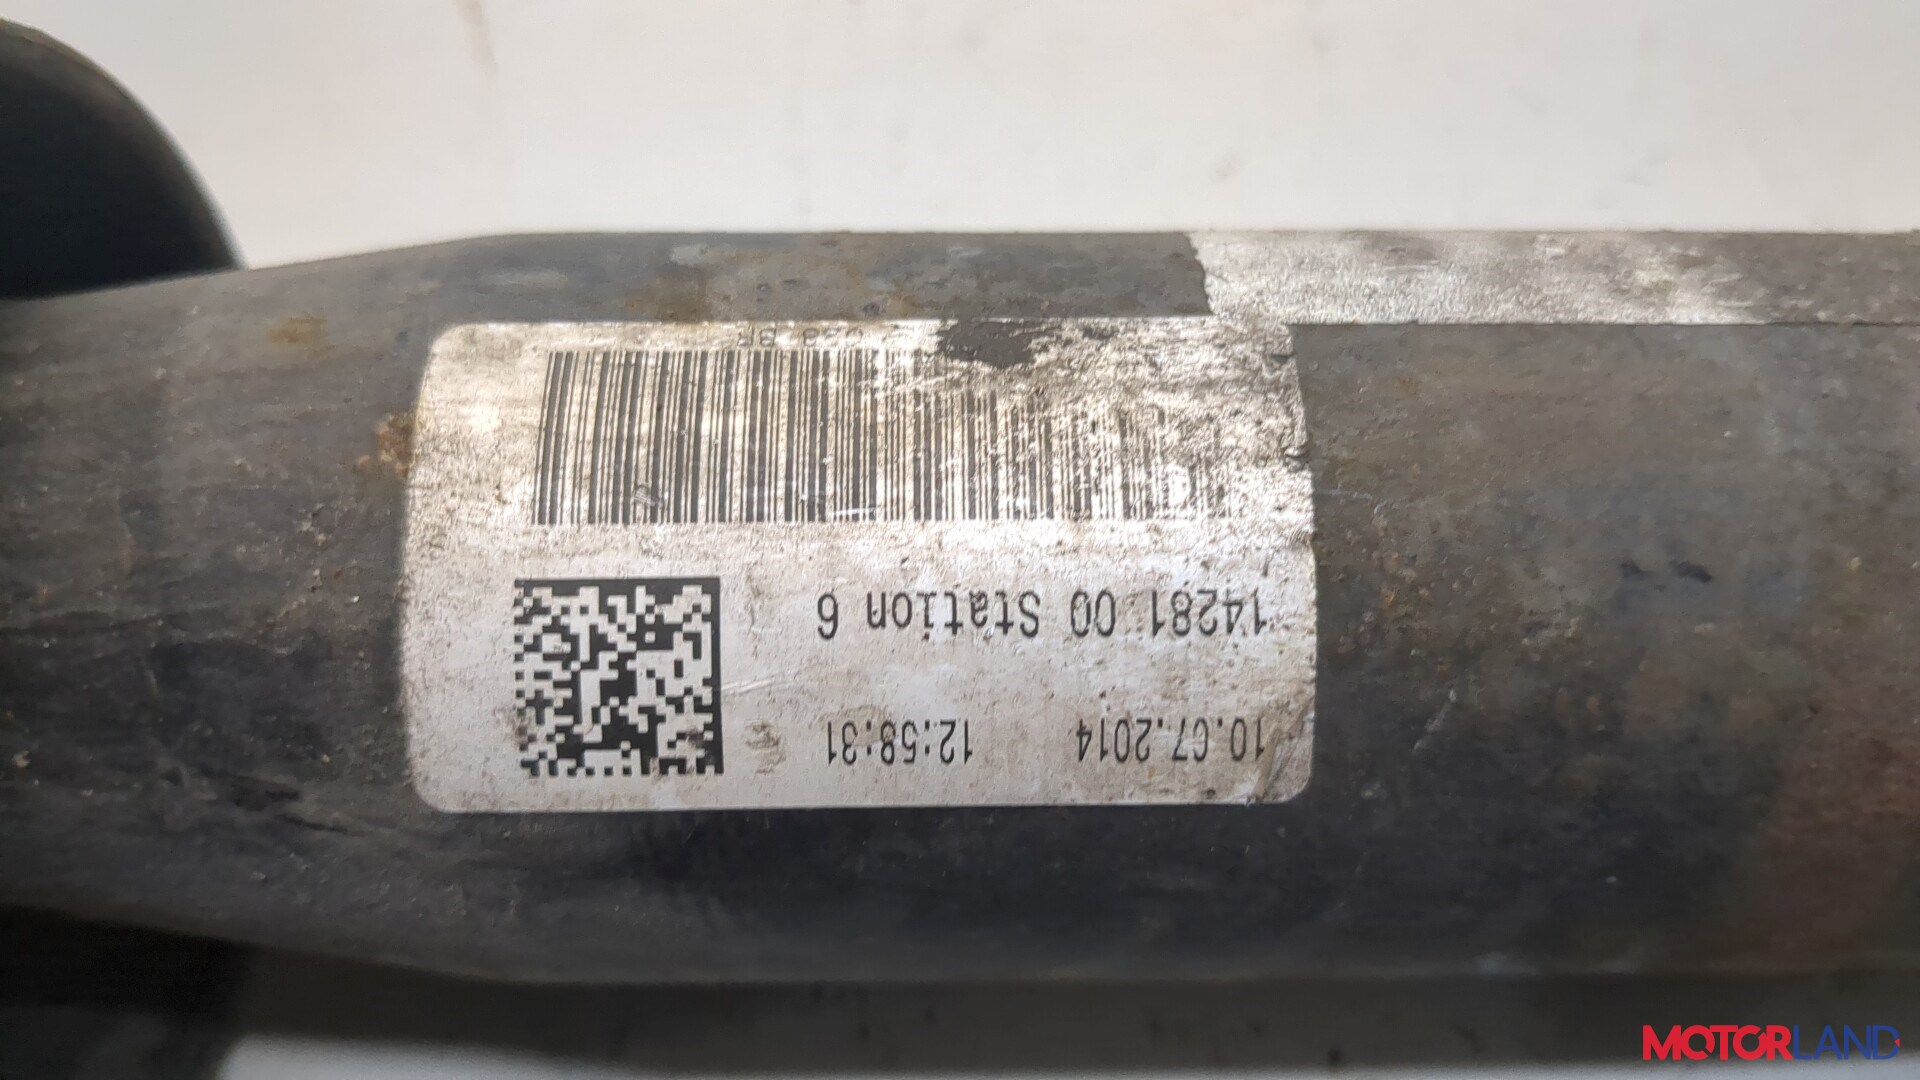 10.07.2014 12:58:31
14281 00 Station 6
MOTORLAND